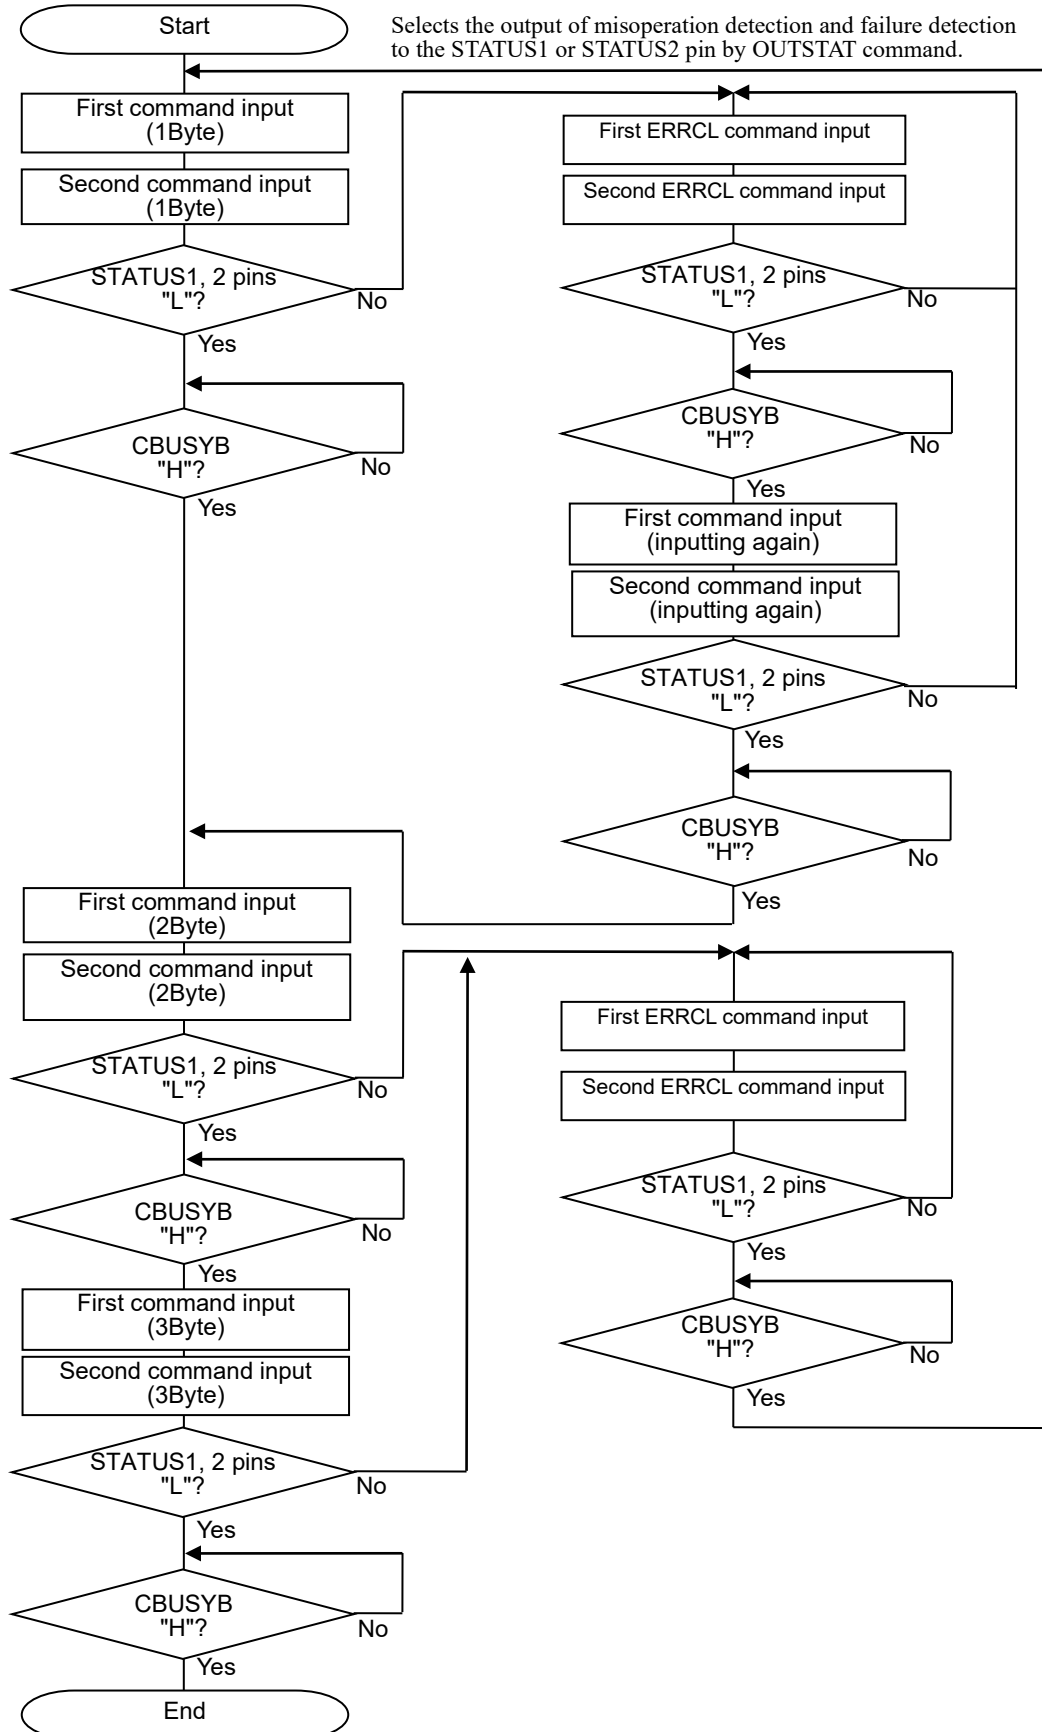 Start
Selects the output of misoperation detection and failure detection
to the STATUS1 or STATUS2 pin by OUTSTAT command.
First command input
(1Byte)
Second command input
(1Byte)
STATUS1, 2 pins
"L"?
No
Yes
CBUSYB
"H"?
No
Yes
First ERRCL command input
Second ERRCL command input
STATUS1, 2 pins
"L"?
No
Yes
CBUSYB
"H"?
No
Yes
First command input
(inputting again)
Second command input
(inputting again)
STATUS1, 2 pins
"L"?
No
Yes
CBUSYB
"H"?
No
Yes
First command input
(2Byte)
Second command input
(2Byte)
STATUS1, 2 pins
"L"?
No
Yes
CBUSYB
"H"?
No
Yes
First command input
(3Byte)
Second command input
(3Byte)
STATUS1, 2 pins
"L"?
No
Yes
CBUSYB
"H"?
No
Yes
End
First ERRCL command input
Second ERRCL command input
STATUS1, 2 pins
"L"?
No
Yes
CBUSYB
"H"?
No
Yes